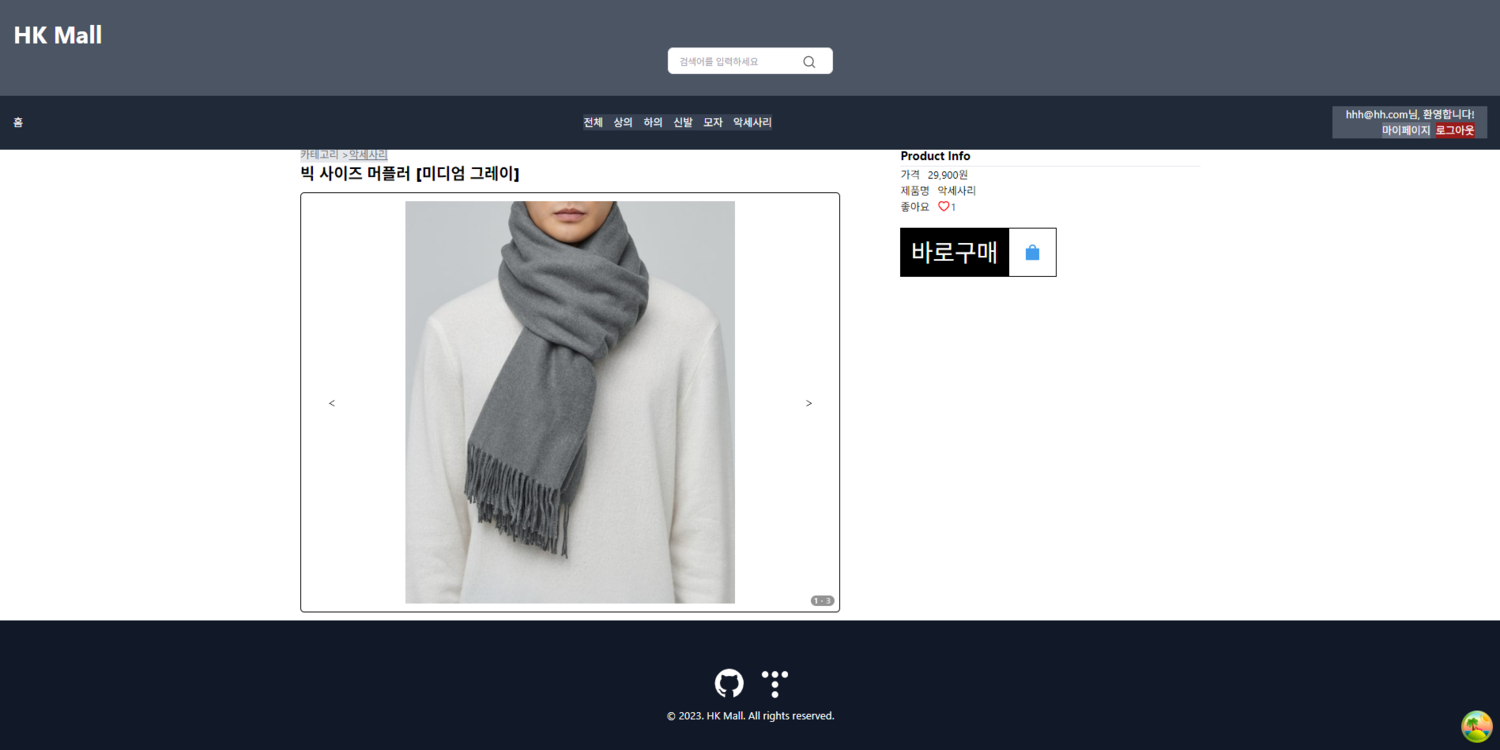 HK Mall
검색어를 입력하세요
홈
전체 상의 하의 신발 모자 악세사리
hhh@hh.com님, 환영합니다!
마이페이지 로그아웃
카테고리 >악세사리
빅 사이즈 머플러 [미디엄 그레이]
< >
1 - 3
Product Info
가격 29,900원
제품명 악세사리
좋아요 1
바로구매
© 2023. HK Mall. All rights reserved.